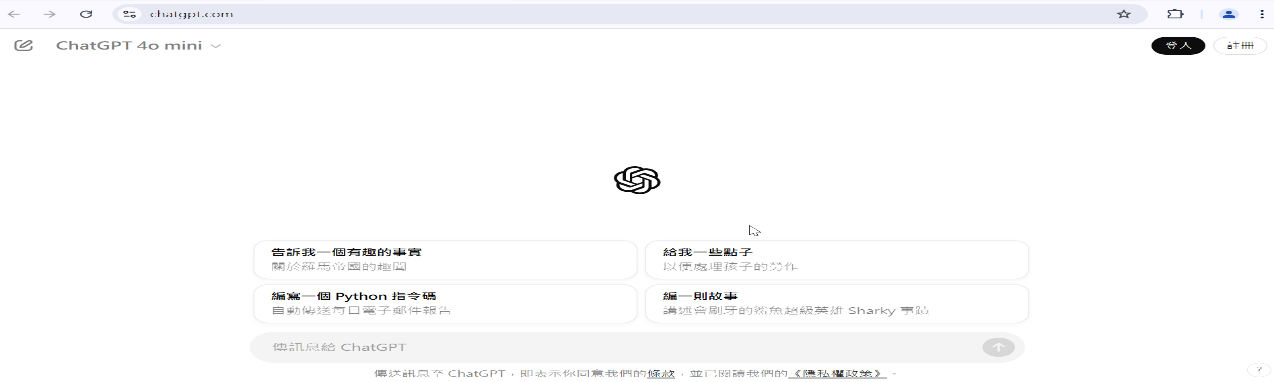 chatgpt.com
ChatGPT 4o mini
登入
註冊
告訴我一個有趣的事實
關於羅馬帝國的趣聞
給我一些點子
以便處理孩子的勞作
編寫一個 Python 指令碼
自動傳送每日電子郵件報告
編一則故事
講述會刷牙的鯊魚超級英雄 Sharky 事蹟
傳訊息給 ChatGPT
傳送訊息至 ChatGPT，即表示你同意我們的條款，並已閱讀我們的《隱私權政策》。
?